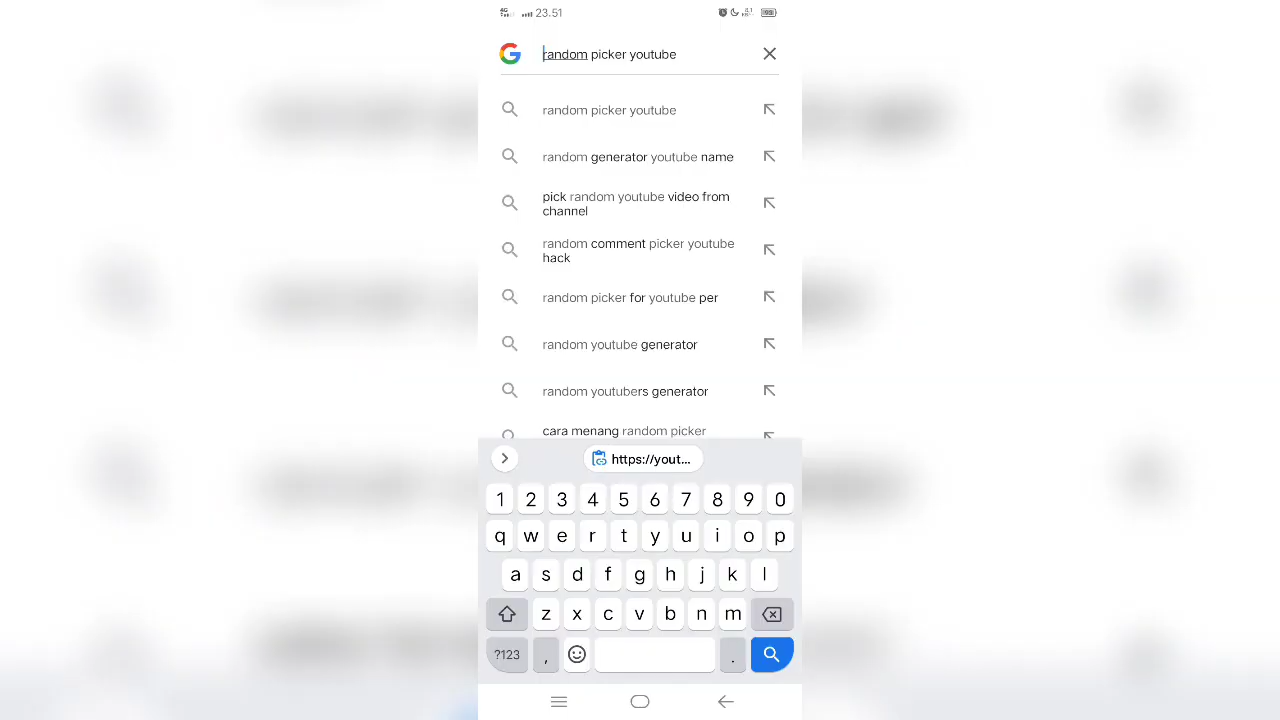 4G 23.51
random picker youtube
random picker youtube
random generator youtube name
pick random youtube video from
channel
random comment picker youtube
hack
random picker for youtube per
random youtube generator
random youtubers generator
cara menang random picker
https://yout...
1 2 3 4 5 6 7 8 9 0
q w e r t y u i o p
a s d f g h j k l
z x c v b n m
?123 , .